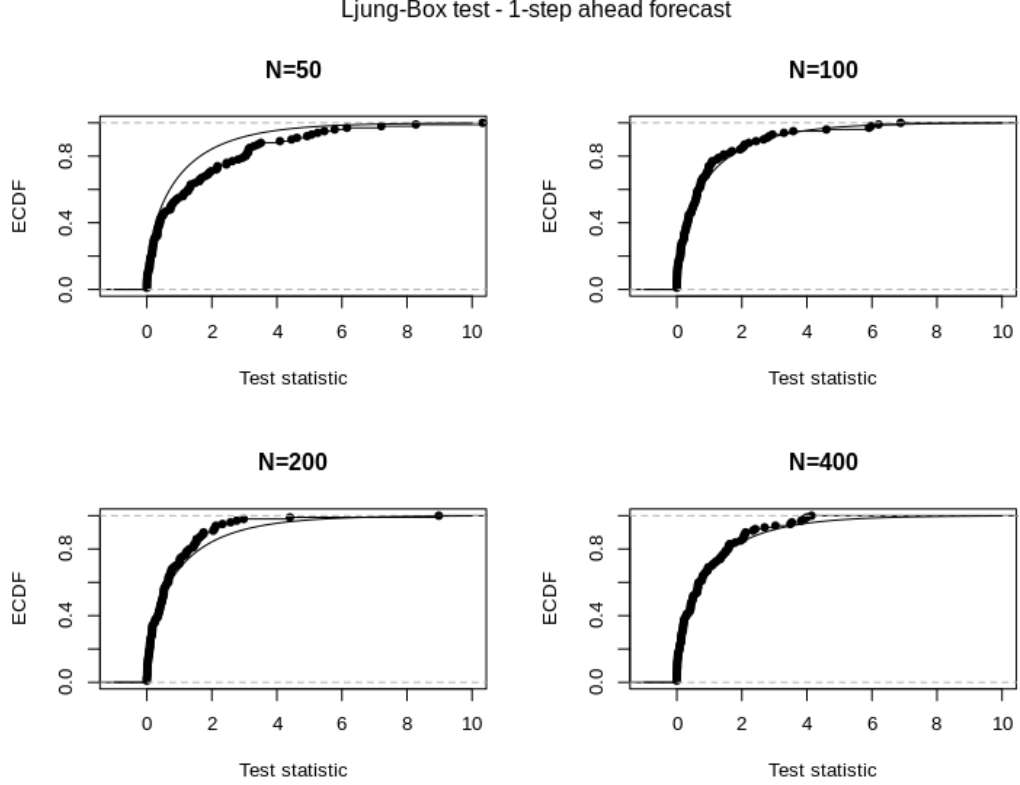 Ljung-Box test - 1-step ahead forecast
N=50
ECDF
0.0 0.4 0.8
0 2 4 6 8 10
Test statistic
N=100
ECDF
0.0 0.4 0.8
0 2 4 6 8 10
Test statistic
N=200
ECDF
0.0 0.4 0.8
0 2 4 6 8 10
Test statistic
N=400
ECDF
0.0 0.4 0.8
0 2 4 6 8 10
Test statistic